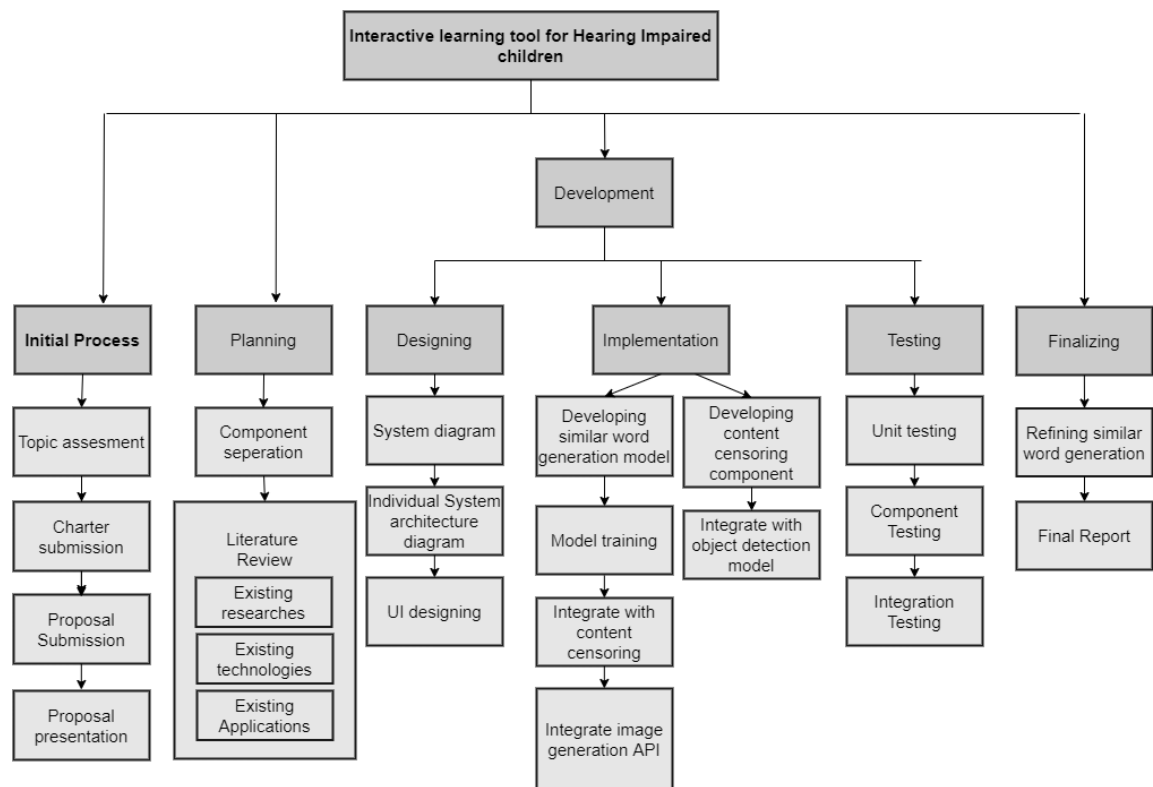 Interactive learning tool for Hearing Impaired
children
Development
Initial Process
Planning
Designing
Implementation
Testing
Finalizing
Topic assesment
Charter
submission
Proposal
Submission
Proposal
presentation
Component
seperation
Literature
Review
Existing
researches
Existing
technologies
Existing
Applications
System diagram
Individual System
architecture
diagram
UI designing
Developing
similar word
generation model
Model training
Integrate with
content
censoring
Integrate image
generation API
Developing
content
censoring
component
Integrate with
object detection
model
Unit testing
Component
Testing
Integration
Testing
Refining similar
word generation
Final Report